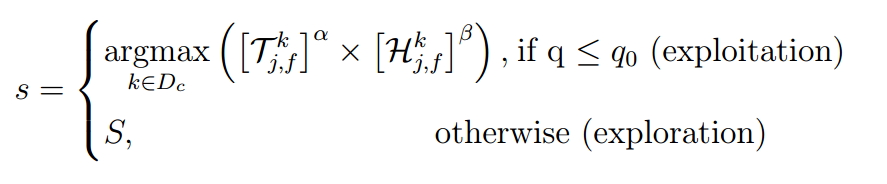 s = { argmax_{k∈D_c} ([𝒯^k_{j,f}]^α × [ℋ^k_{j,f}]^β) , if q ≤ q_0 (exploitation)
S, otherwise (exploration)